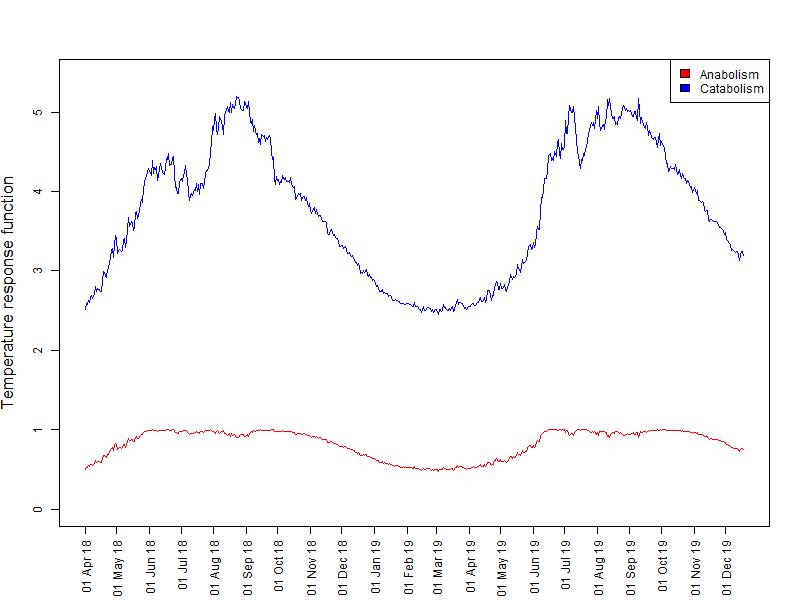 Anabolism
Catabolism
Temperature response function
5
4
3
2
1
0
01 Apr 18
01 May 18
01 Jun 18
01 Jul 18
01 Aug 18
01 Sep 18
01 Oct 18
01 Nov 18
01 Dec 18
01 Jan 19
01 Feb 19
01 Mar 19
01 Apr 19
01 May 19
01 Jun 19
01 Jul 19
01 Aug 19
01 Sep 19
01 Oct 19
01 Nov 19
01 Dec 19